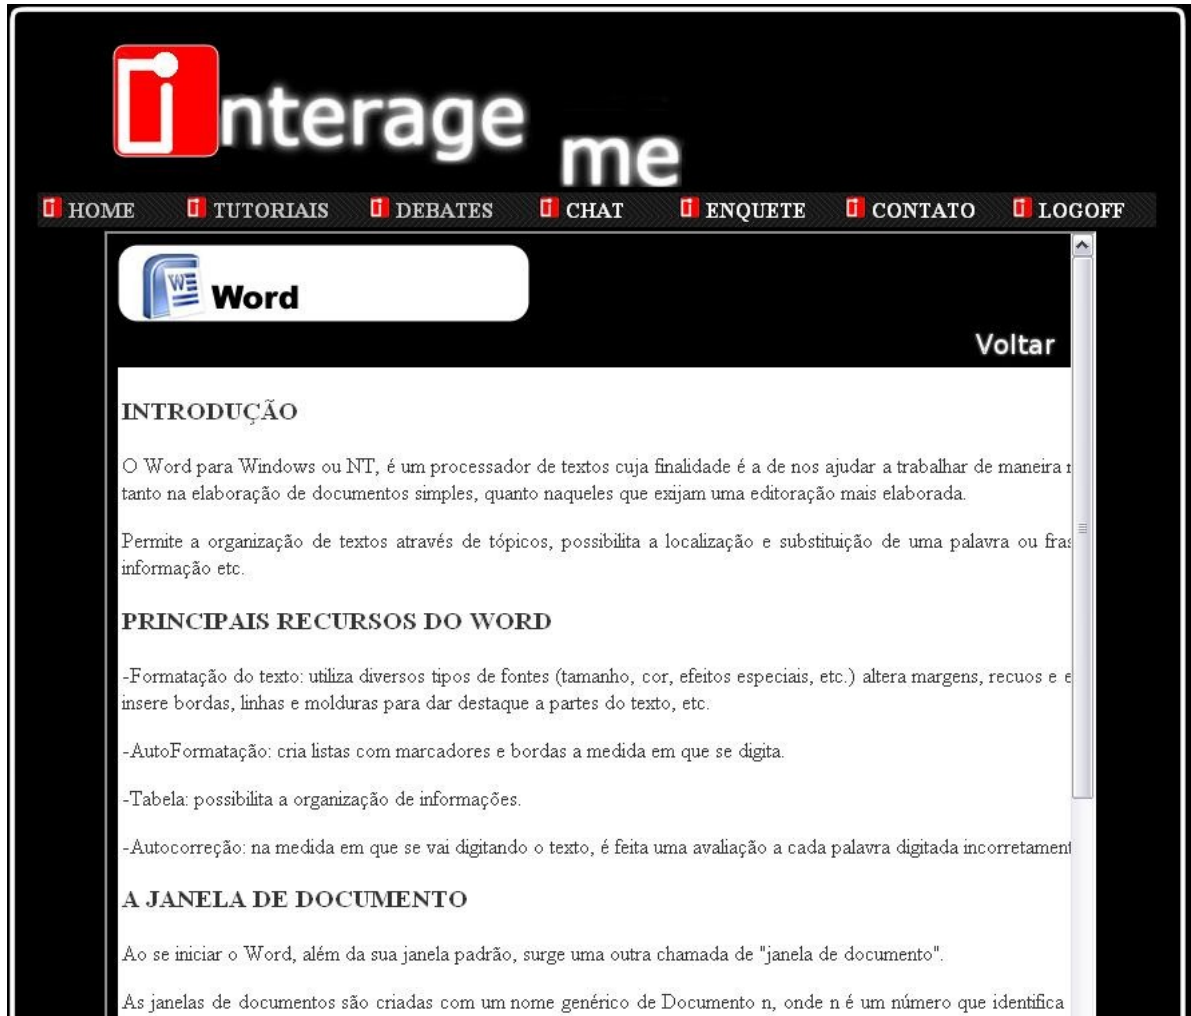 interage
me
HOME TUTORIAIS DEBATES CHAT ENQUETE CONTATO LOGOFF
Word
Voltar
INTRODUÇÃO
O Word para Windows ou NT, é um processador de textos cuja finalidade é a de nos ajudar a trabalhar de maneira
tanto na elaboração de documentos simples, quanto naqueles que exijam uma editoração mais elaborada.
Permite a organização de textos através de tópicos, possibilita a localização e substituição de uma palavra ou
informação etc.
PRINCIPAIS RECURSOS DO WORD
-Formatação do texto: utiliza diversos tipos de fontes (tamanho, cor, efeitos especiais, etc.) altera margens, recuos e
insere bordas, linhas e molduras para dar destaque a partes do texto, etc.
-AutoFormatação: cria listas com marcadores e bordas a medida em que se digita.
-Tabela: possibilita a organização de informações.
-Autocorreção: na medida em que se vai digitando o texto, é feita uma avaliação a cada palavra digitada
A JANELA DE DOCUMENTO
Ao se iniciar o Word, além da sua janela padrão, surge uma outra chamada de "janela de documento".
As janelas de documentos são criadas com um nome genérico de Documento n, onde n é um número que identifica